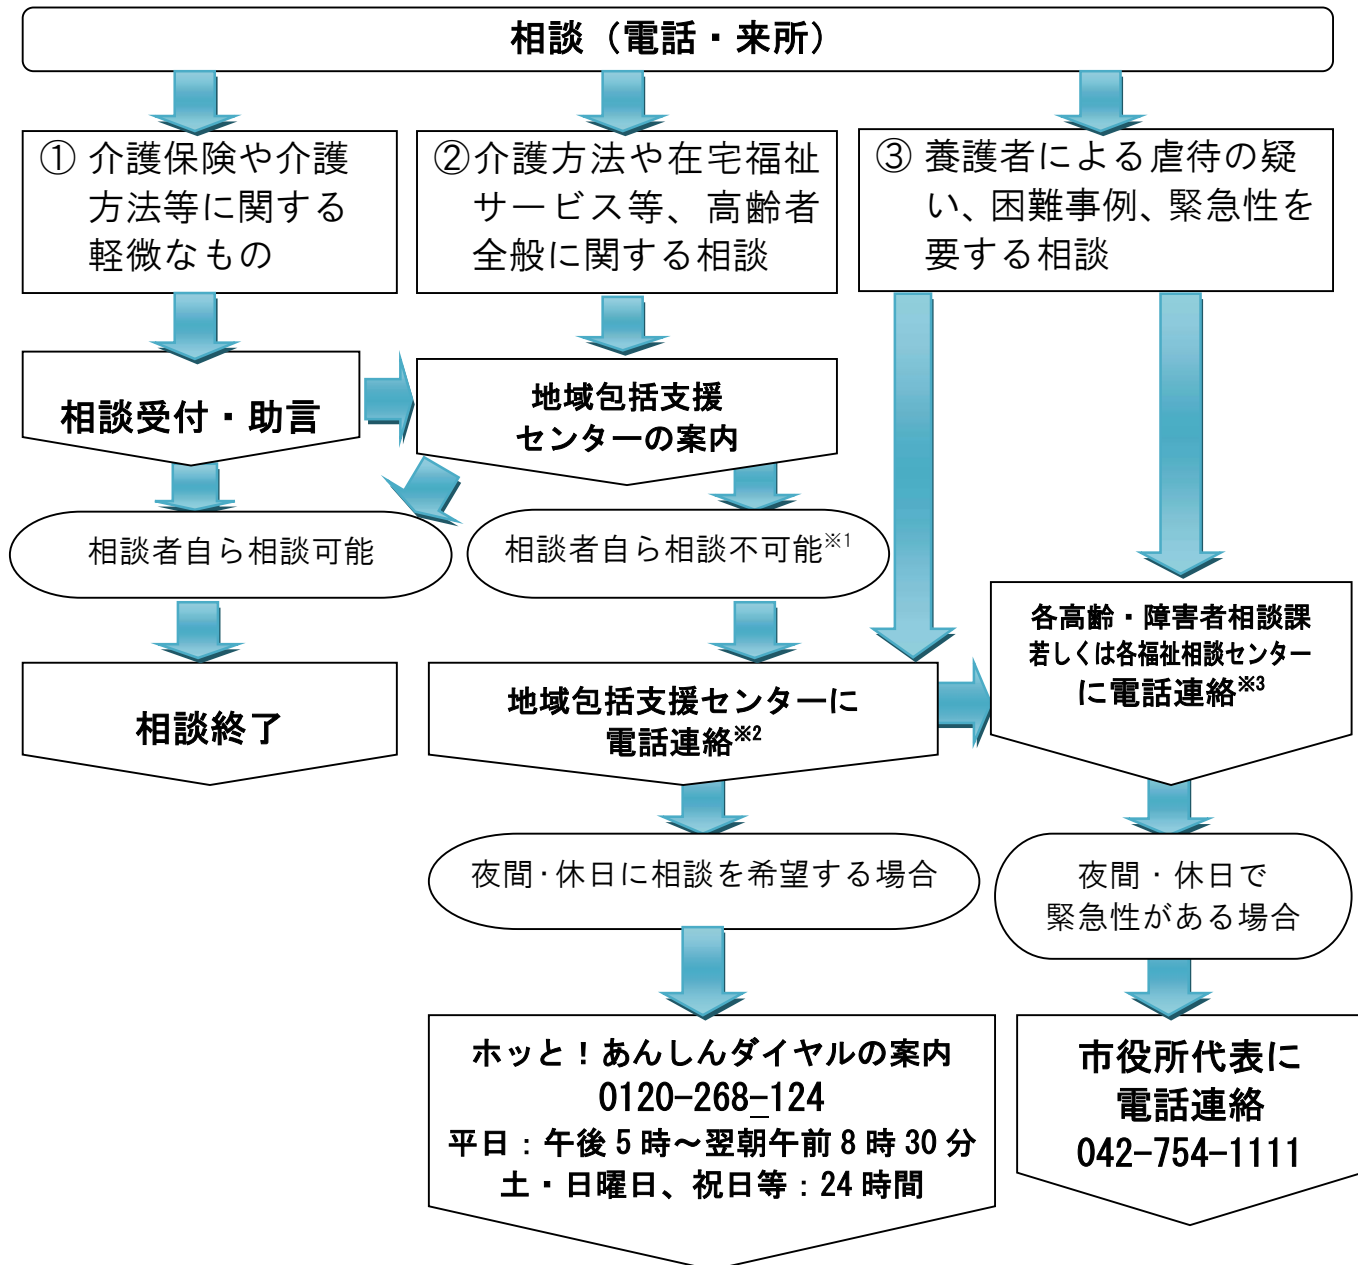 相談（電話・来所）
① 介護保険や介護
方法等に関する
軽微なもの
②介護方法や在宅福祉
サービス等、高齢者
全般に関する相談
③ 養護者による虐待の疑
い、困難事例、緊急性を
要する相談
相談受付・助言
地域包括支援
センターの案内
相談者自ら相談可能
相談者自ら相談不可能※1
各高齢・障害者相談課
若しくは各福祉相談センター
に電話連絡※3
相談終了
地域包括支援センターに
電話連絡※2
夜間･休日に相談を希望する場合
夜間・休日で
緊急性がある場合
ホッと！あんしんダイヤルの案内
0120-268-124
平日：午後5時～翌朝午前8時30分
土・日曜日、祝日等：24時間
市役所代表に
電話連絡
042-754-1111